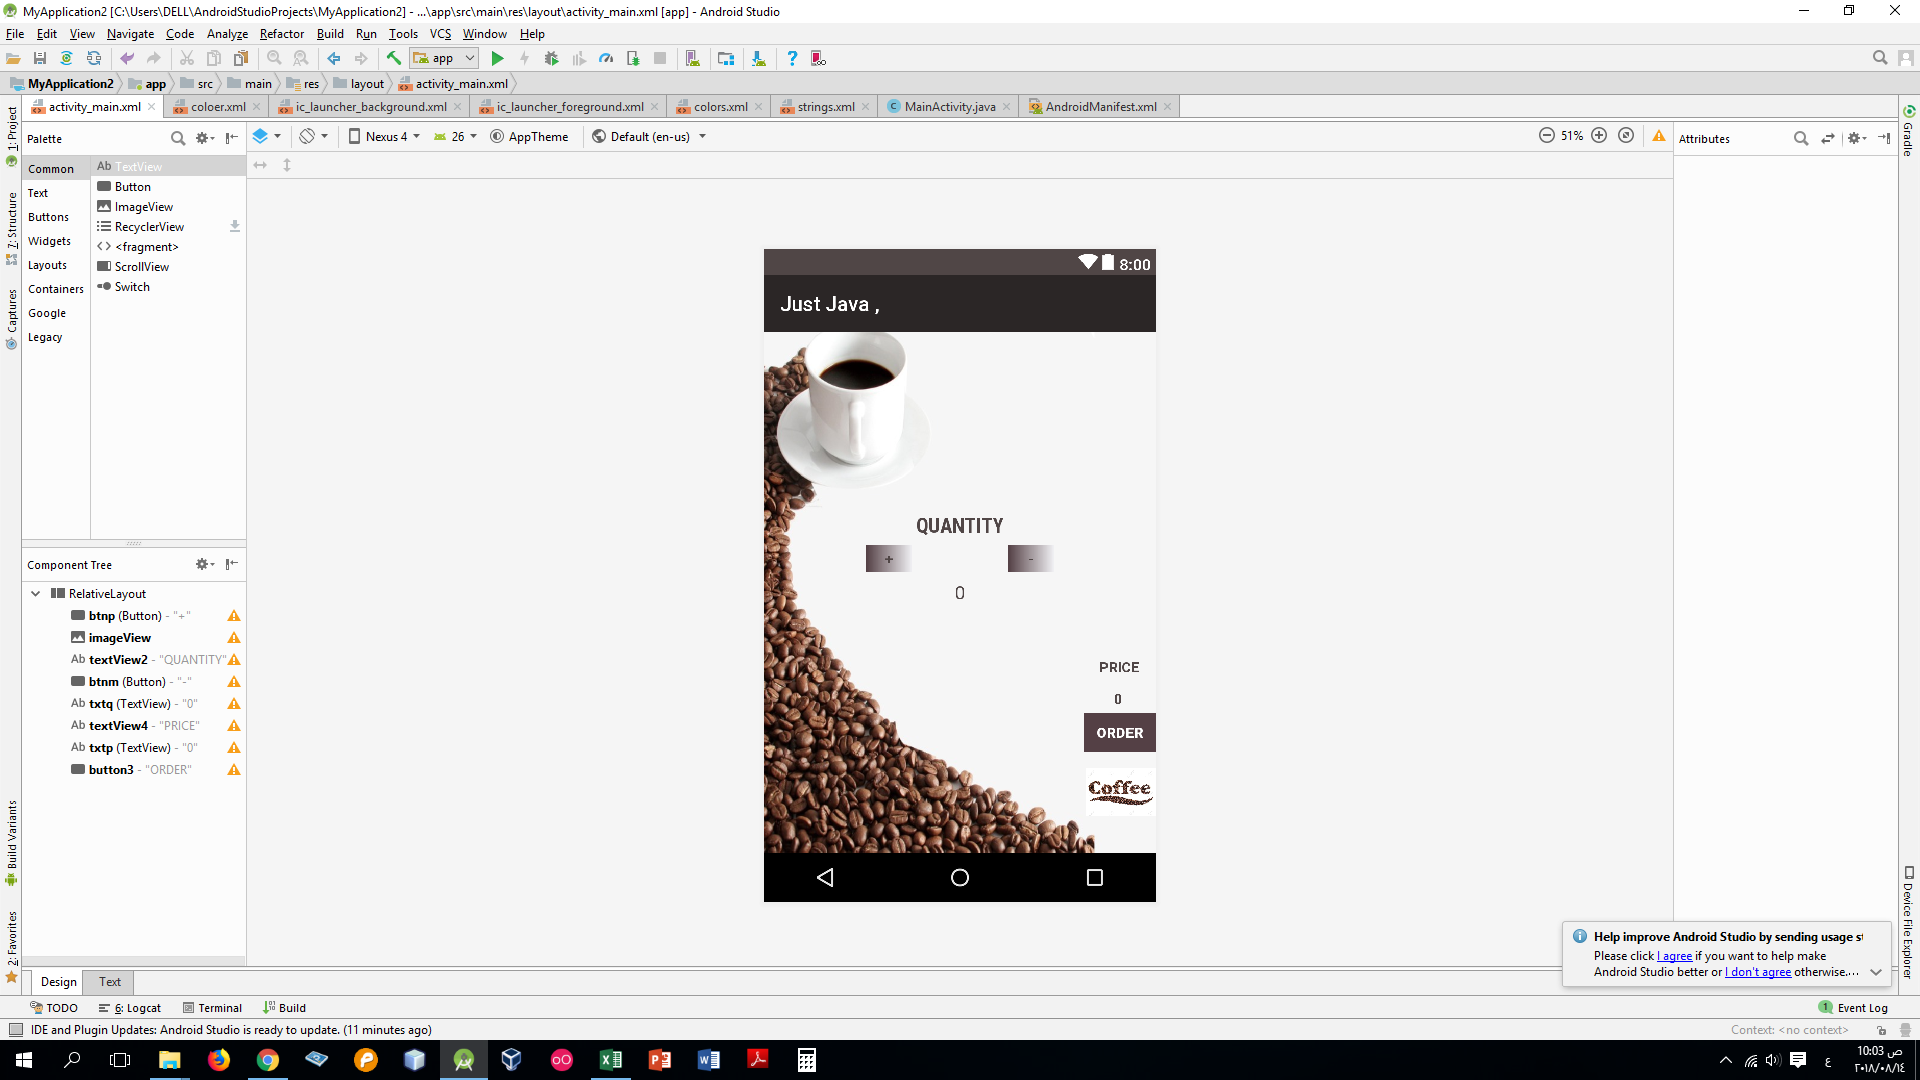 MyApplication2 [C:\Users\DELL\AndroidStudioProjects\MyApplication2] - ...\app\src\main\res\layout\activity_main.xml [app] - Android Studio
File Edit View Navigate Code Analyze Refactor Build Run Tools VCS Window Help
app
MyApplication2 app src main res layout activity_main.xml
activity_main.xml coloer.xml ic_launcher_background.xml ic_launcher_foreground.xml colors.xml strings.xml MainActivity.java AndroidManifest.xml
1: Project
7: Structure
Captures
Build Variants
2: Favorites
Palette
Common
Text
Buttons
Widgets
Layouts
Containers
Google
Legacy
Ab TextView
Button
ImageView
RecyclerView
<fragment>
ScrollView
Switch
Nexus 4 26 AppTheme Default (en-us) 51%
Attributes
Gradle
Device File Explorer
Component Tree
RelativeLayout
btnp (Button) - "+"
imageView
Ab textView2 - "QUANTITY"
btnm (Button) - "-"
Ab txtq (TextView) - "0"
Ab textView4 - "PRICE"
Ab txtp (TextView) - "0"
button3 - "ORDER"
8:00
Just Java ,
QUANTITY
+ -
0
PRICE
0
ORDER
Coffee
Help improve Android Studio by sending usage st
Please click I agree if you want to help make
Android Studio better or I don't agree otherwise....
Design Text
TODO 6: Logcat Terminal Build
1 Event Log
IDE and Plugin Updates: Android Studio is ready to update. (11 minutes ago)
Context: <no context>
ع
10:03 ص
٢٠١٨/٠٨/١٤